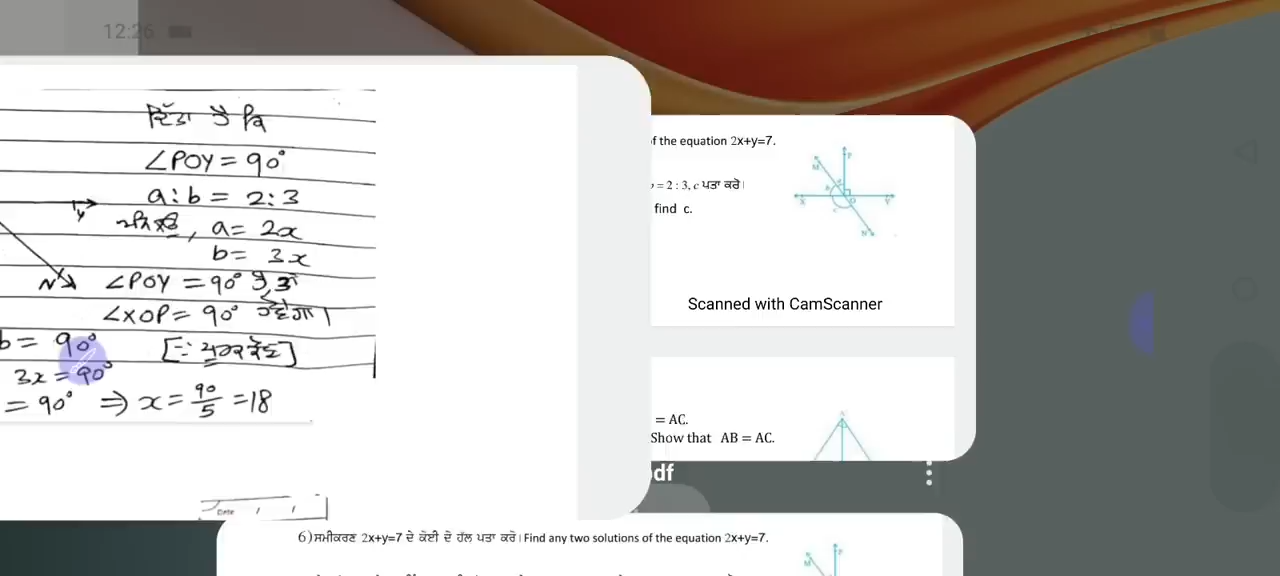 12:26
ਦਿੱਤਾ ਹੈ ਕਿ
∠POY = 90°
a:b = 2:3
y
ਮੰਨ ਲਓ, a = 2x
b = 3x
N ∠POY = 90° ਹੈ, ਤਾਂ
∠XOP = 90° ਹੋਵੇਗਾ।
b = 90° [∵ ਪੂਰਕ ਕੋਣ]
3x = 90°
= 90° ⇒ x = 90/5 = 18
Date / /
f the equation 2x+y=7.
= 2 : 3, c ਪਤਾ ਕਰੋ।
find c.
M P
X O Y
c N
Scanned with CamScanner
= AC.
Show that AB = AC.
A
df
6)ਸਮੀਕਰਣ 2x+y=7 ਦੇ ਕੋਈ ਦੋ ਹੱਲ ਪਤਾ ਕਰੋ। Find any two solutions of the equation 2x+y=7.
M P